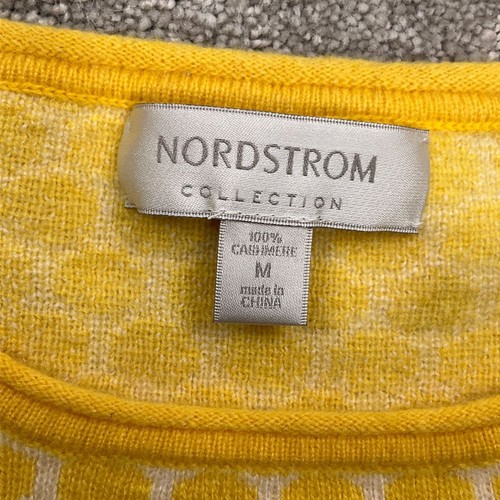 NORDSTROM
COLLECTION
100%
CASHMERE
M
made in
CHINA